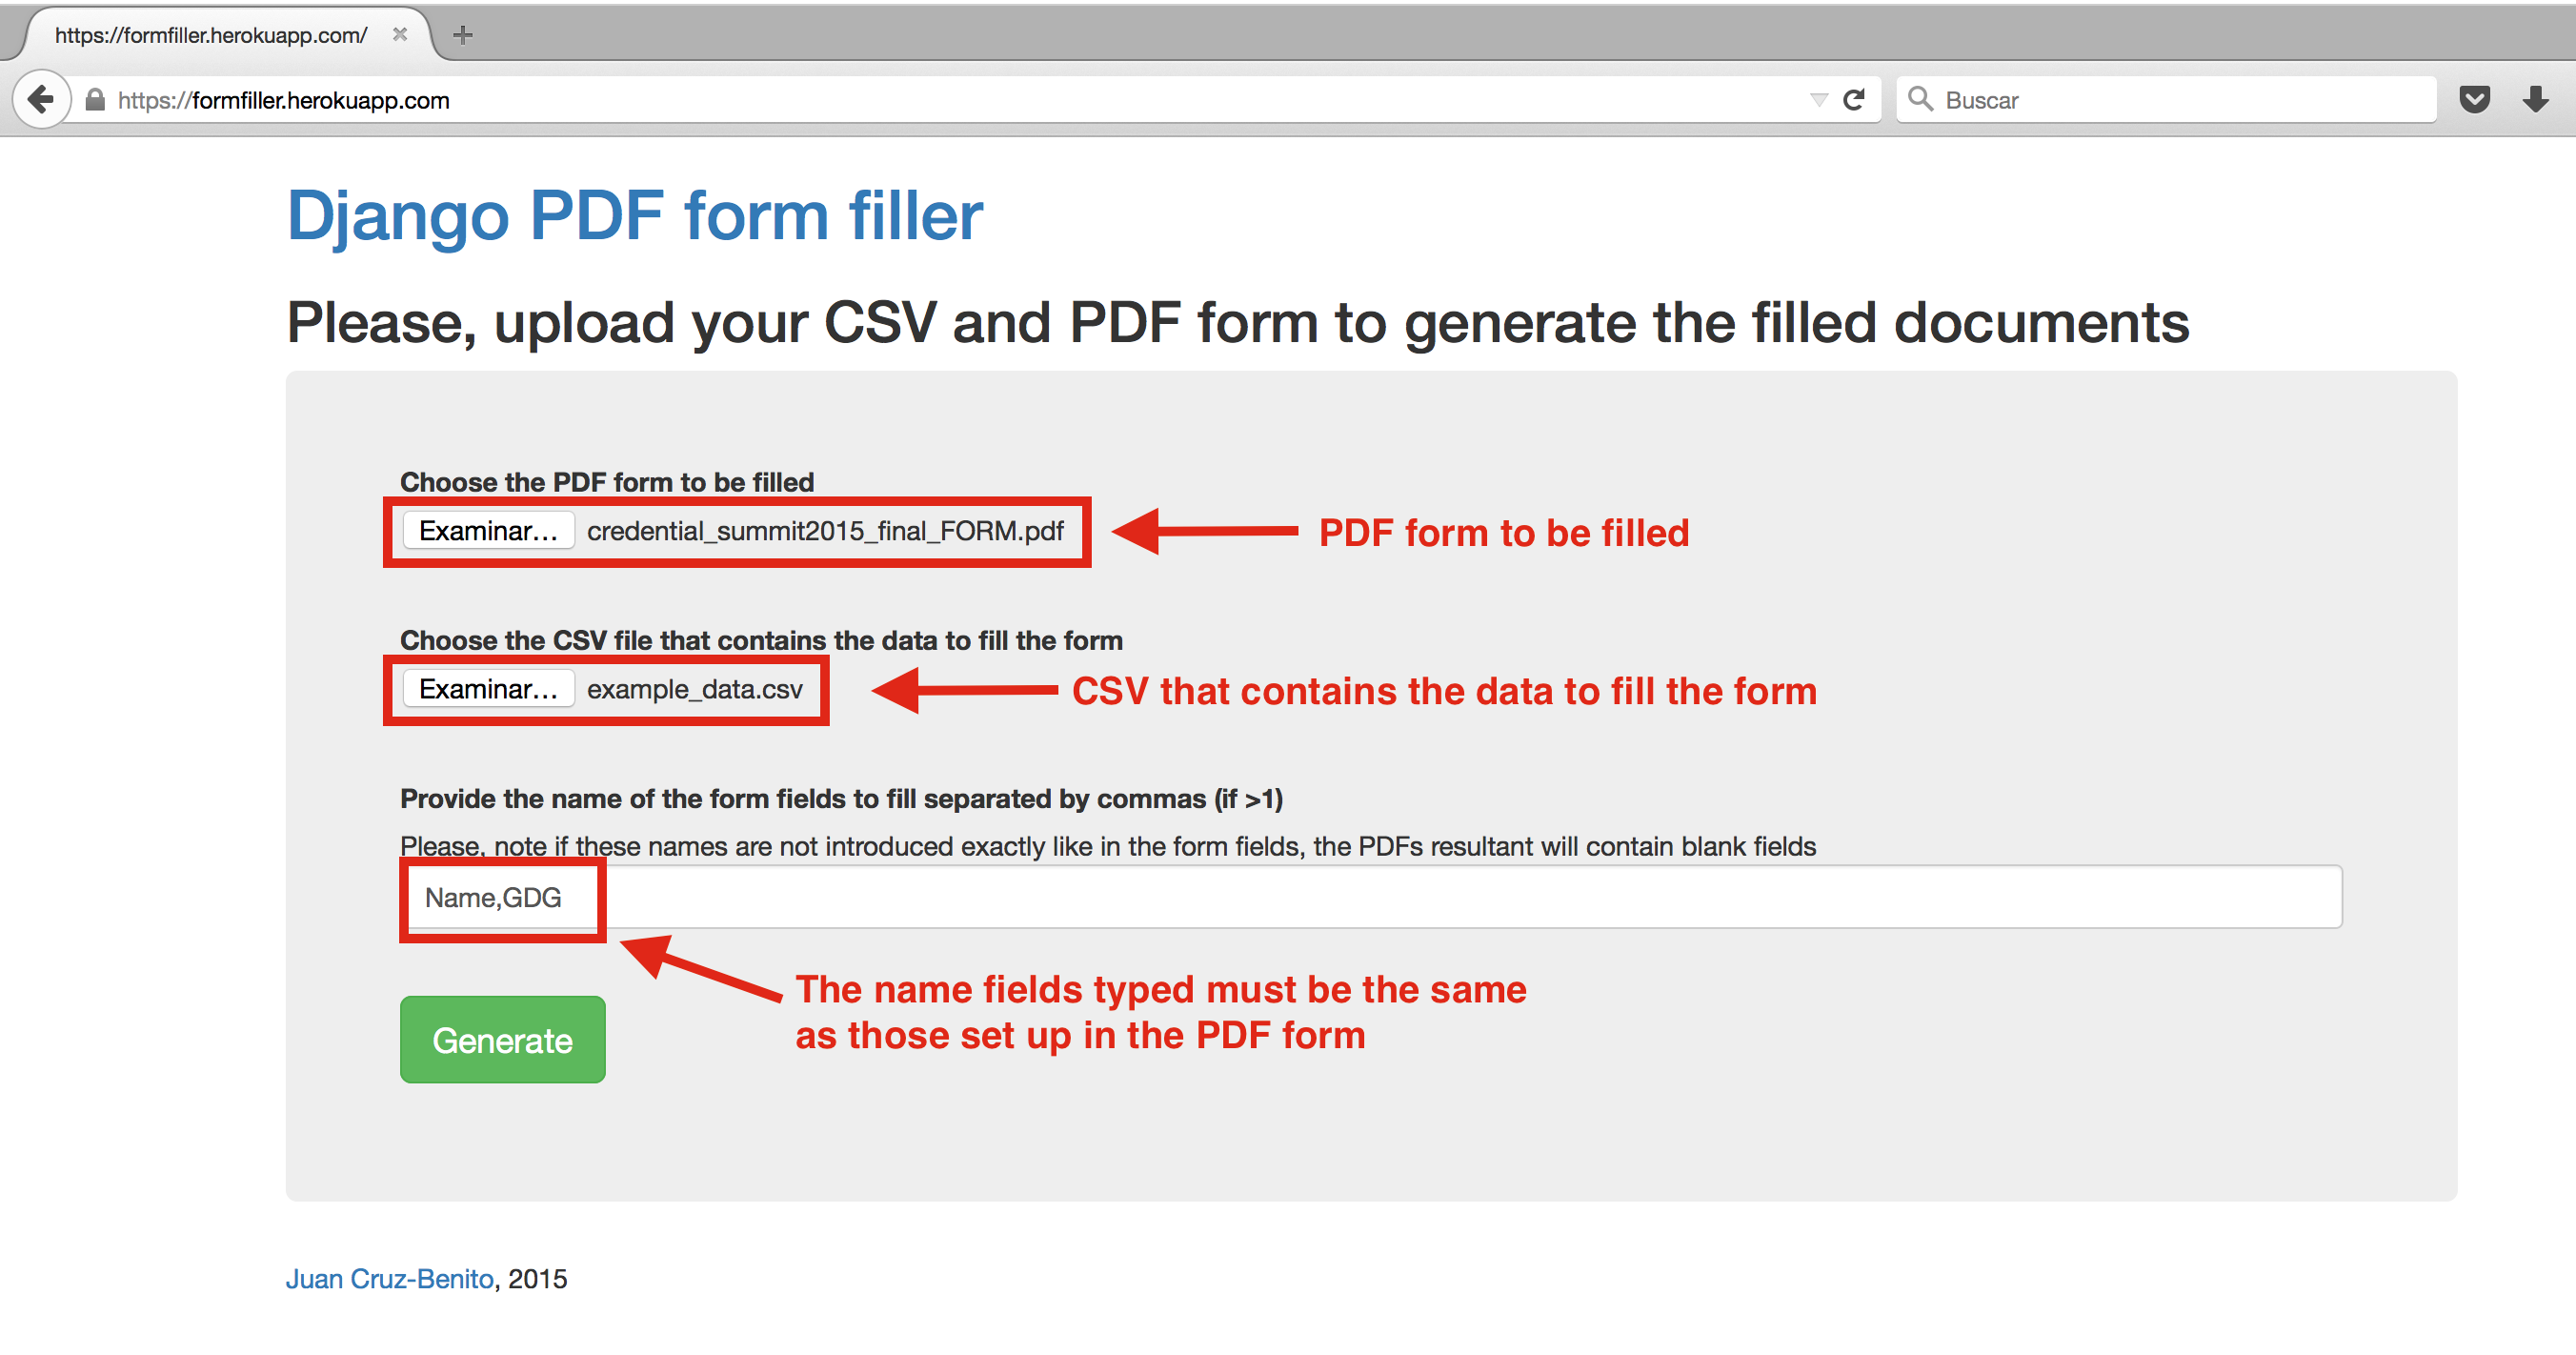 https://formfiller.herokuapp.com/
https://formfiller.herokuapp.com
Buscar
Django PDF form filler
Please, upload your CSV and PDF form to generate the filled documents
Choose the PDF form to be filled
Examinar... credential_summit2015_final_FORM.pdf
PDF form to be filled
Choose the CSV file that contains the data to fill the form
Examinar... example_data.csv
CSV that contains the data to fill the form
Provide the name of the form fields to fill separated by commas (if >1)
Please, note if these names are not introduced exactly like in the form fields, the PDFs resultant will contain blank fields
Name,GDG
The name fields typed must be the same
as those set up in the PDF form
Generate
Juan Cruz-Benito, 2015